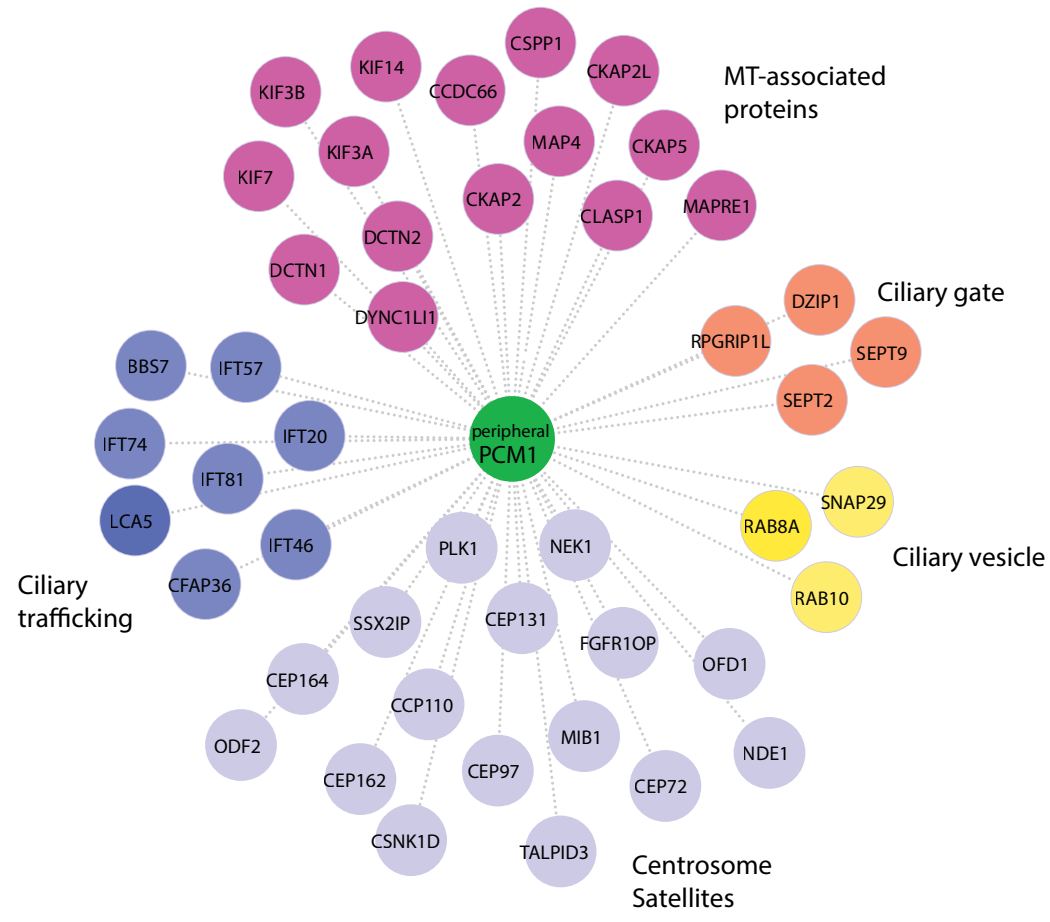 CSPP1
KIF14
CKAP2L
MT-associated
proteins
KIF3B
CCDC66
MAP4
CKAP5
KIF3A
KIF7
CKAP2
CLASP1
MAPRE1
DCTN2
DCTN1
Ciliary gate
DZIP1
DYNC1LI1
RPGRIP1L
SEPT9
BBS7
IFT57
SEPT2
IFT74
IFT20
peripheral
PCM1
IFT81
SNAP29
LCA5
RAB8A
IFT46
PLK1
NEK1
Ciliary vesicle
CFAP36
RAB10
Ciliary
trafficking
SSX2IP
CEP131
FGFR1OP
OFD1
CEP164
CCP110
ODF2
MIB1
NDE1
CEP162
CEP97
CEP72
CSNK1D
TALPID3
Centrosome
Satellites